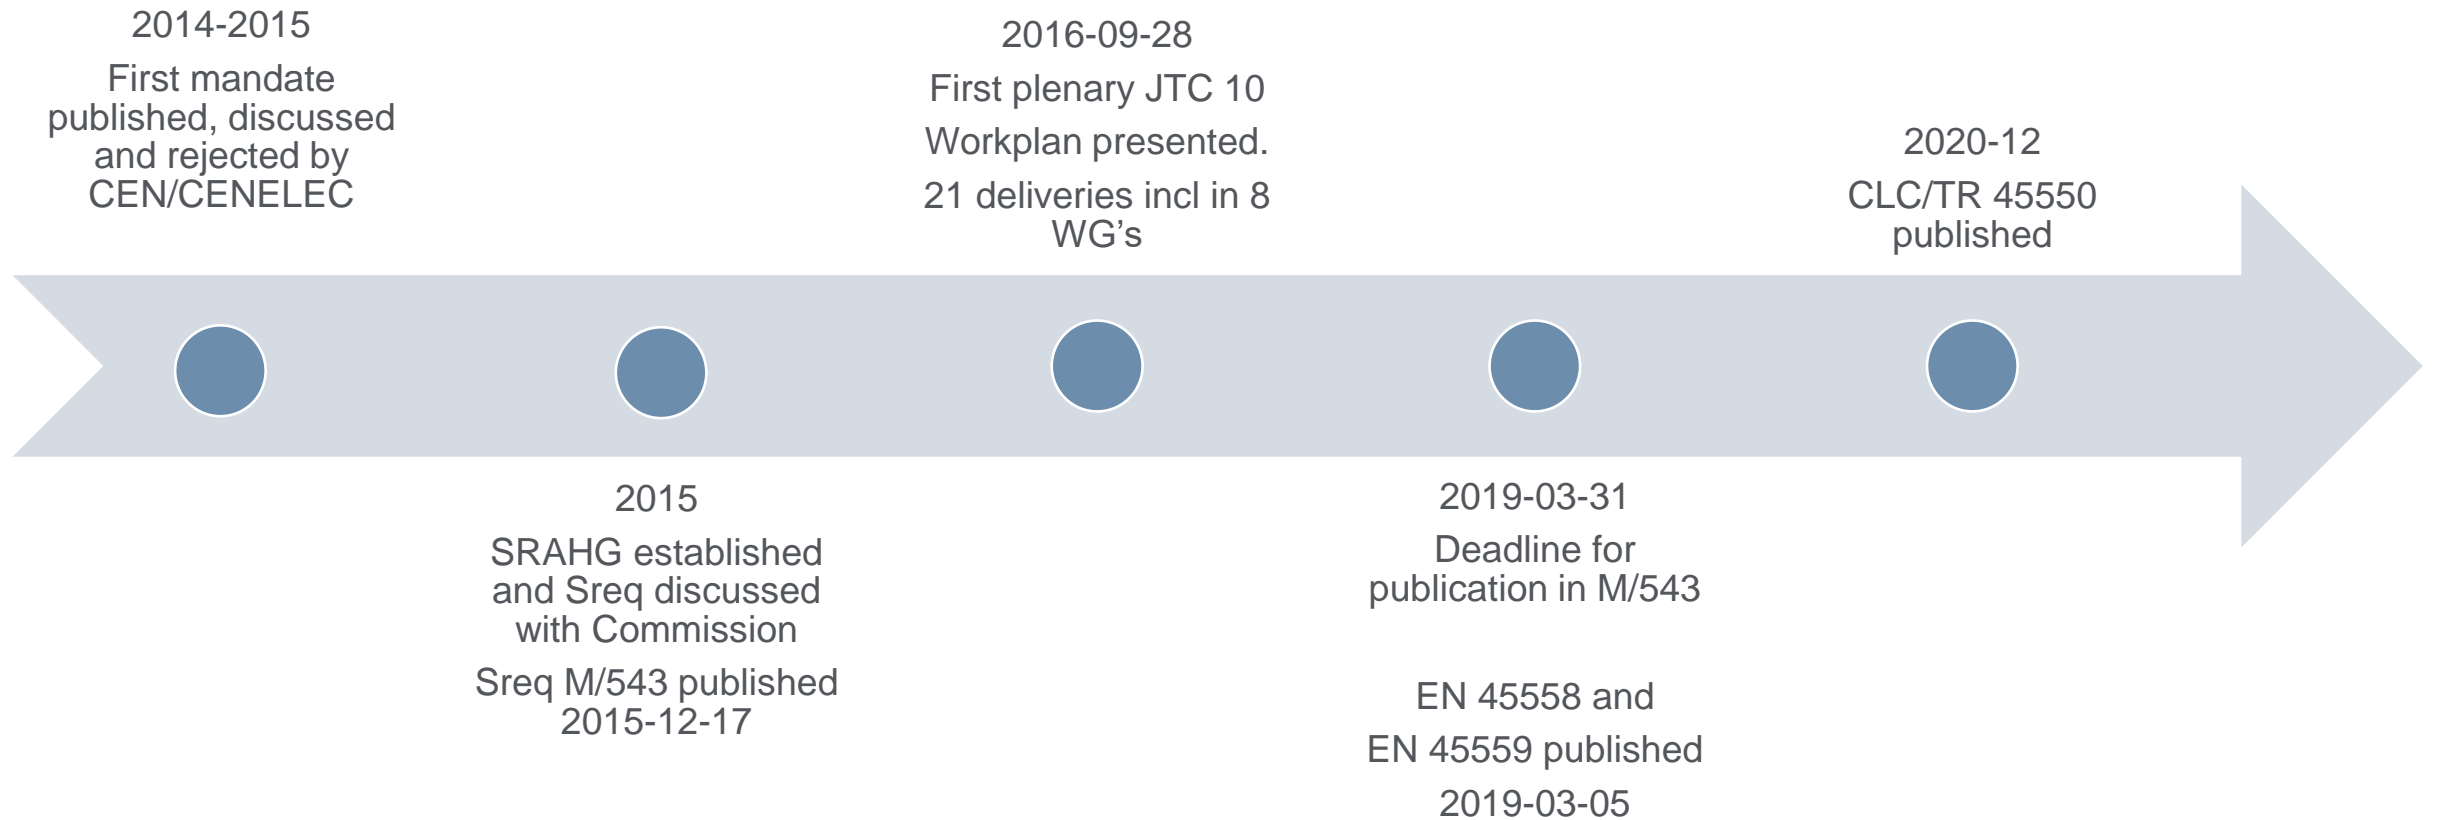 2014-2015
First mandate
published, discussed
and rejected by
CEN/CENELEC
2015
SRAHG established
and Sreq discussed
with Commission
Sreq M/543 published
2015-12-17
2016-09-28
First plenary JTC 10
Workplan presented.
21 deliveries incl in 8
WG’s
2019-03-31
Deadline for
publication in M/543
EN 45558 and
EN 45559 published
2019-03-05
2020-12
CLC/TR 45550
published